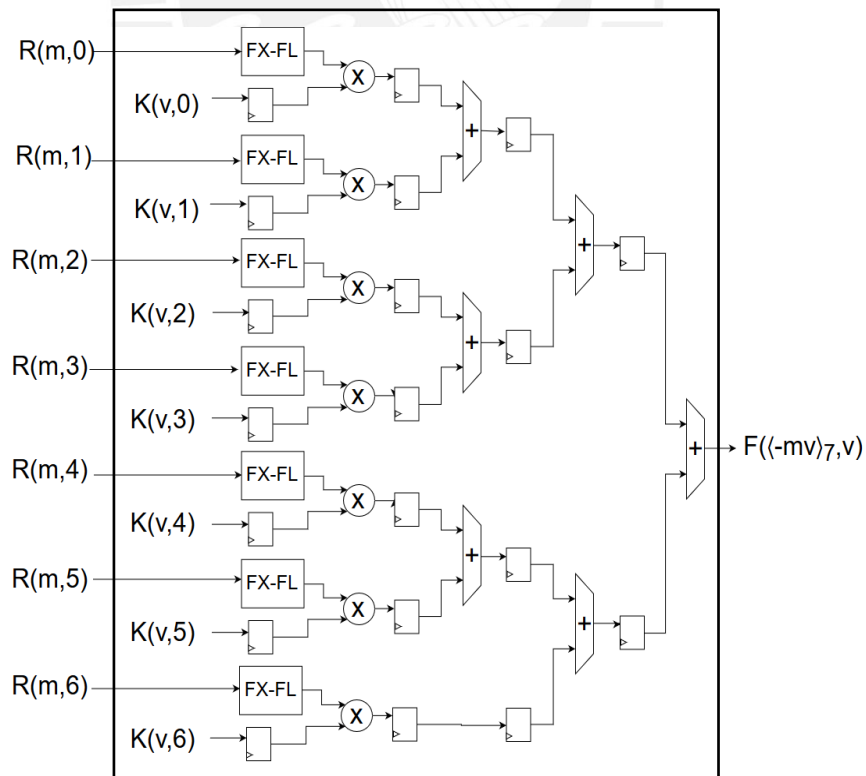 R(m,0)
FX-FL
X
K(v,0)
+
R(m,1)
FX-FL
X
K(v,1)
+
R(m,2)
FX-FL
X
K(v,2)
+
R(m,3)
FX-FL
X
K(v,3)
+
F(⟨-mv⟩₇,v)
R(m,4)
FX-FL
X
K(v,4)
+
R(m,5)
FX-FL
X
K(v,5)
+
R(m,6)
FX-FL
X
K(v,6)